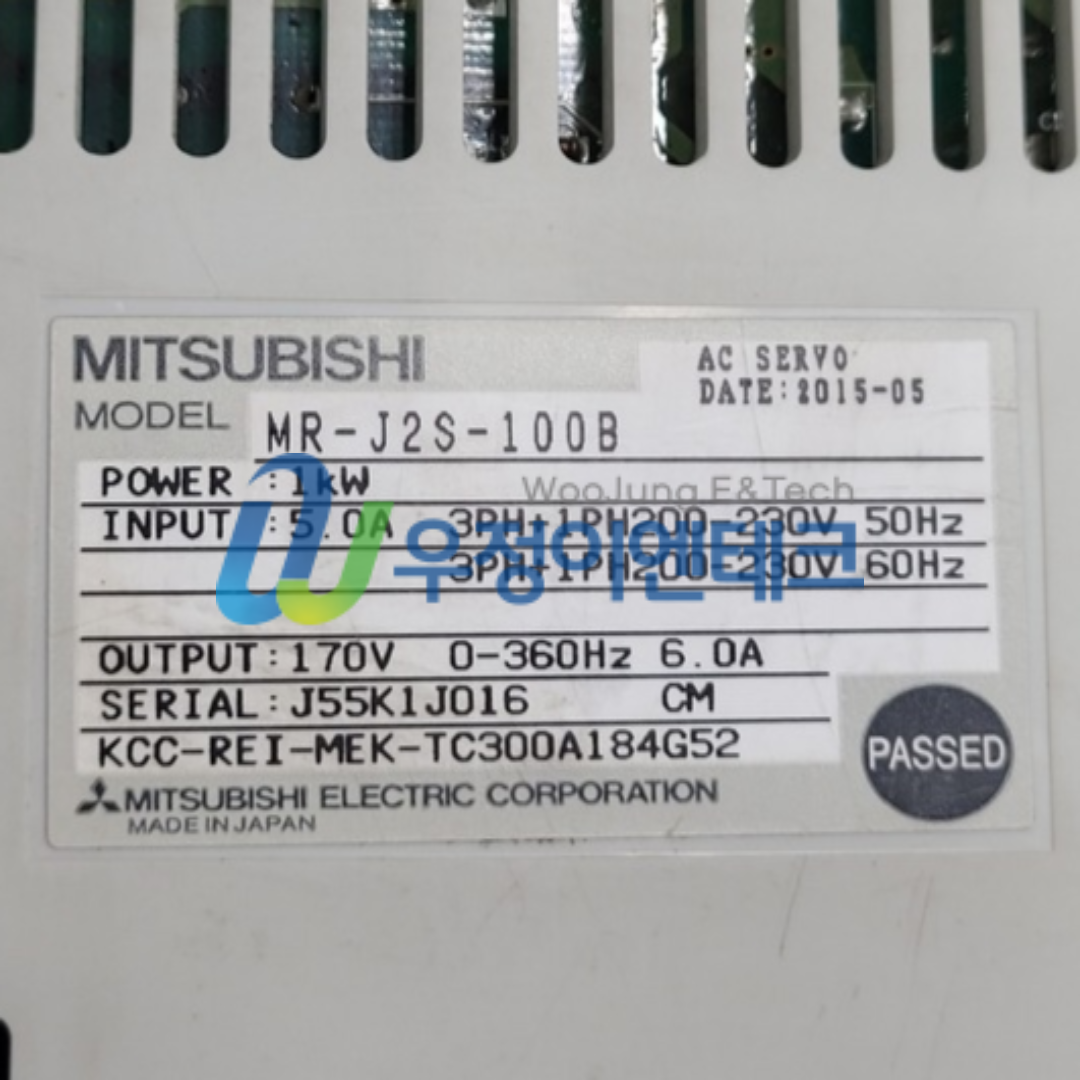 MITSUBISHI
AC SERVO
DATE:2015-05
MODEL MR-J2S-100B
POWER :1kW
WooJung E&Tech
INPUT :5.0A 3PH+1PH200-230V 50Hz
우정이엔테크
3PH+1PH200-230V 60Hz
OUTPUT:170V 0-360Hz 6.0A
SERIAL:J55K1J016 CM
KCC-REI-MEK-TC300A184G52
PASSED
MITSUBISHI ELECTRIC CORPORATION
MADE IN JAPAN